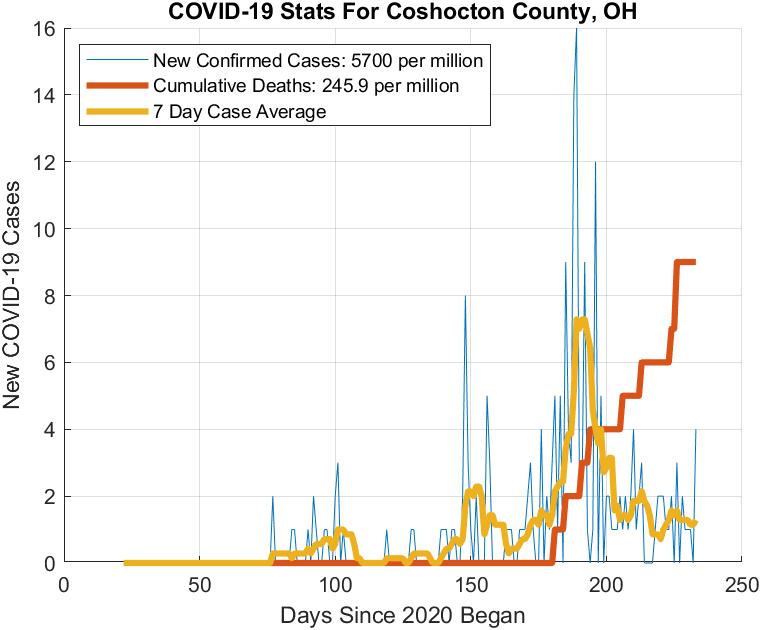 COVID-19 Stats For Coshocton County, OH
New Confirmed Cases: 5700 per million
Cumulative Deaths: 245.9 per million
7 Day Case Average
New COVID-19 Cases
16
14
12
10
8
6
4
2
0
0 50 100 150 200 250
Days Since 2020 Began